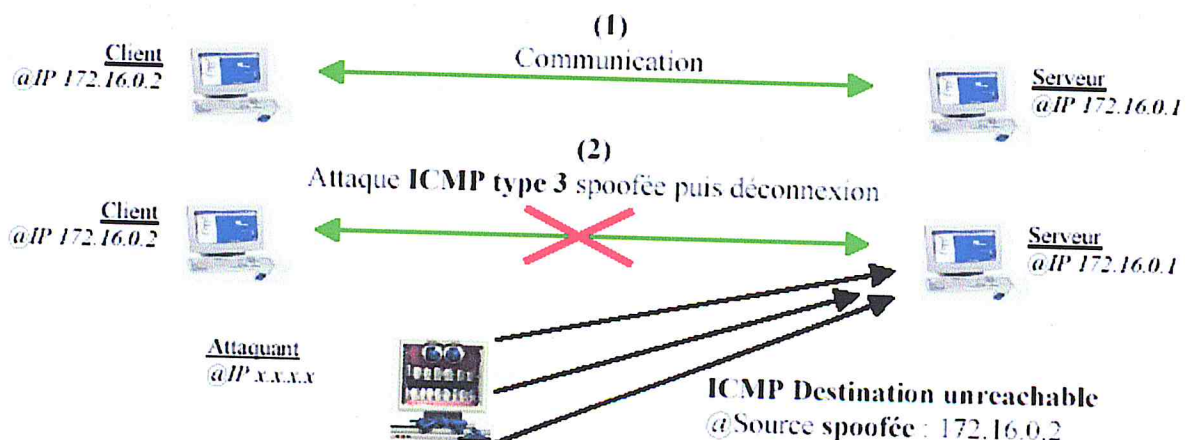 (1)
Communication
Client
@IP 172.16.0.2
Serveur
@IP 172.16.0.1
(2)
Attaque ICMP type 3 spoofée puis déconnexion
Client
@IP 172.16.0.2
Serveur
@IP 172.16.0.1
Attaquant
@IP x.x.x.x
ICMP Destination unreachable
@Source spoofée : 172.16.0.2